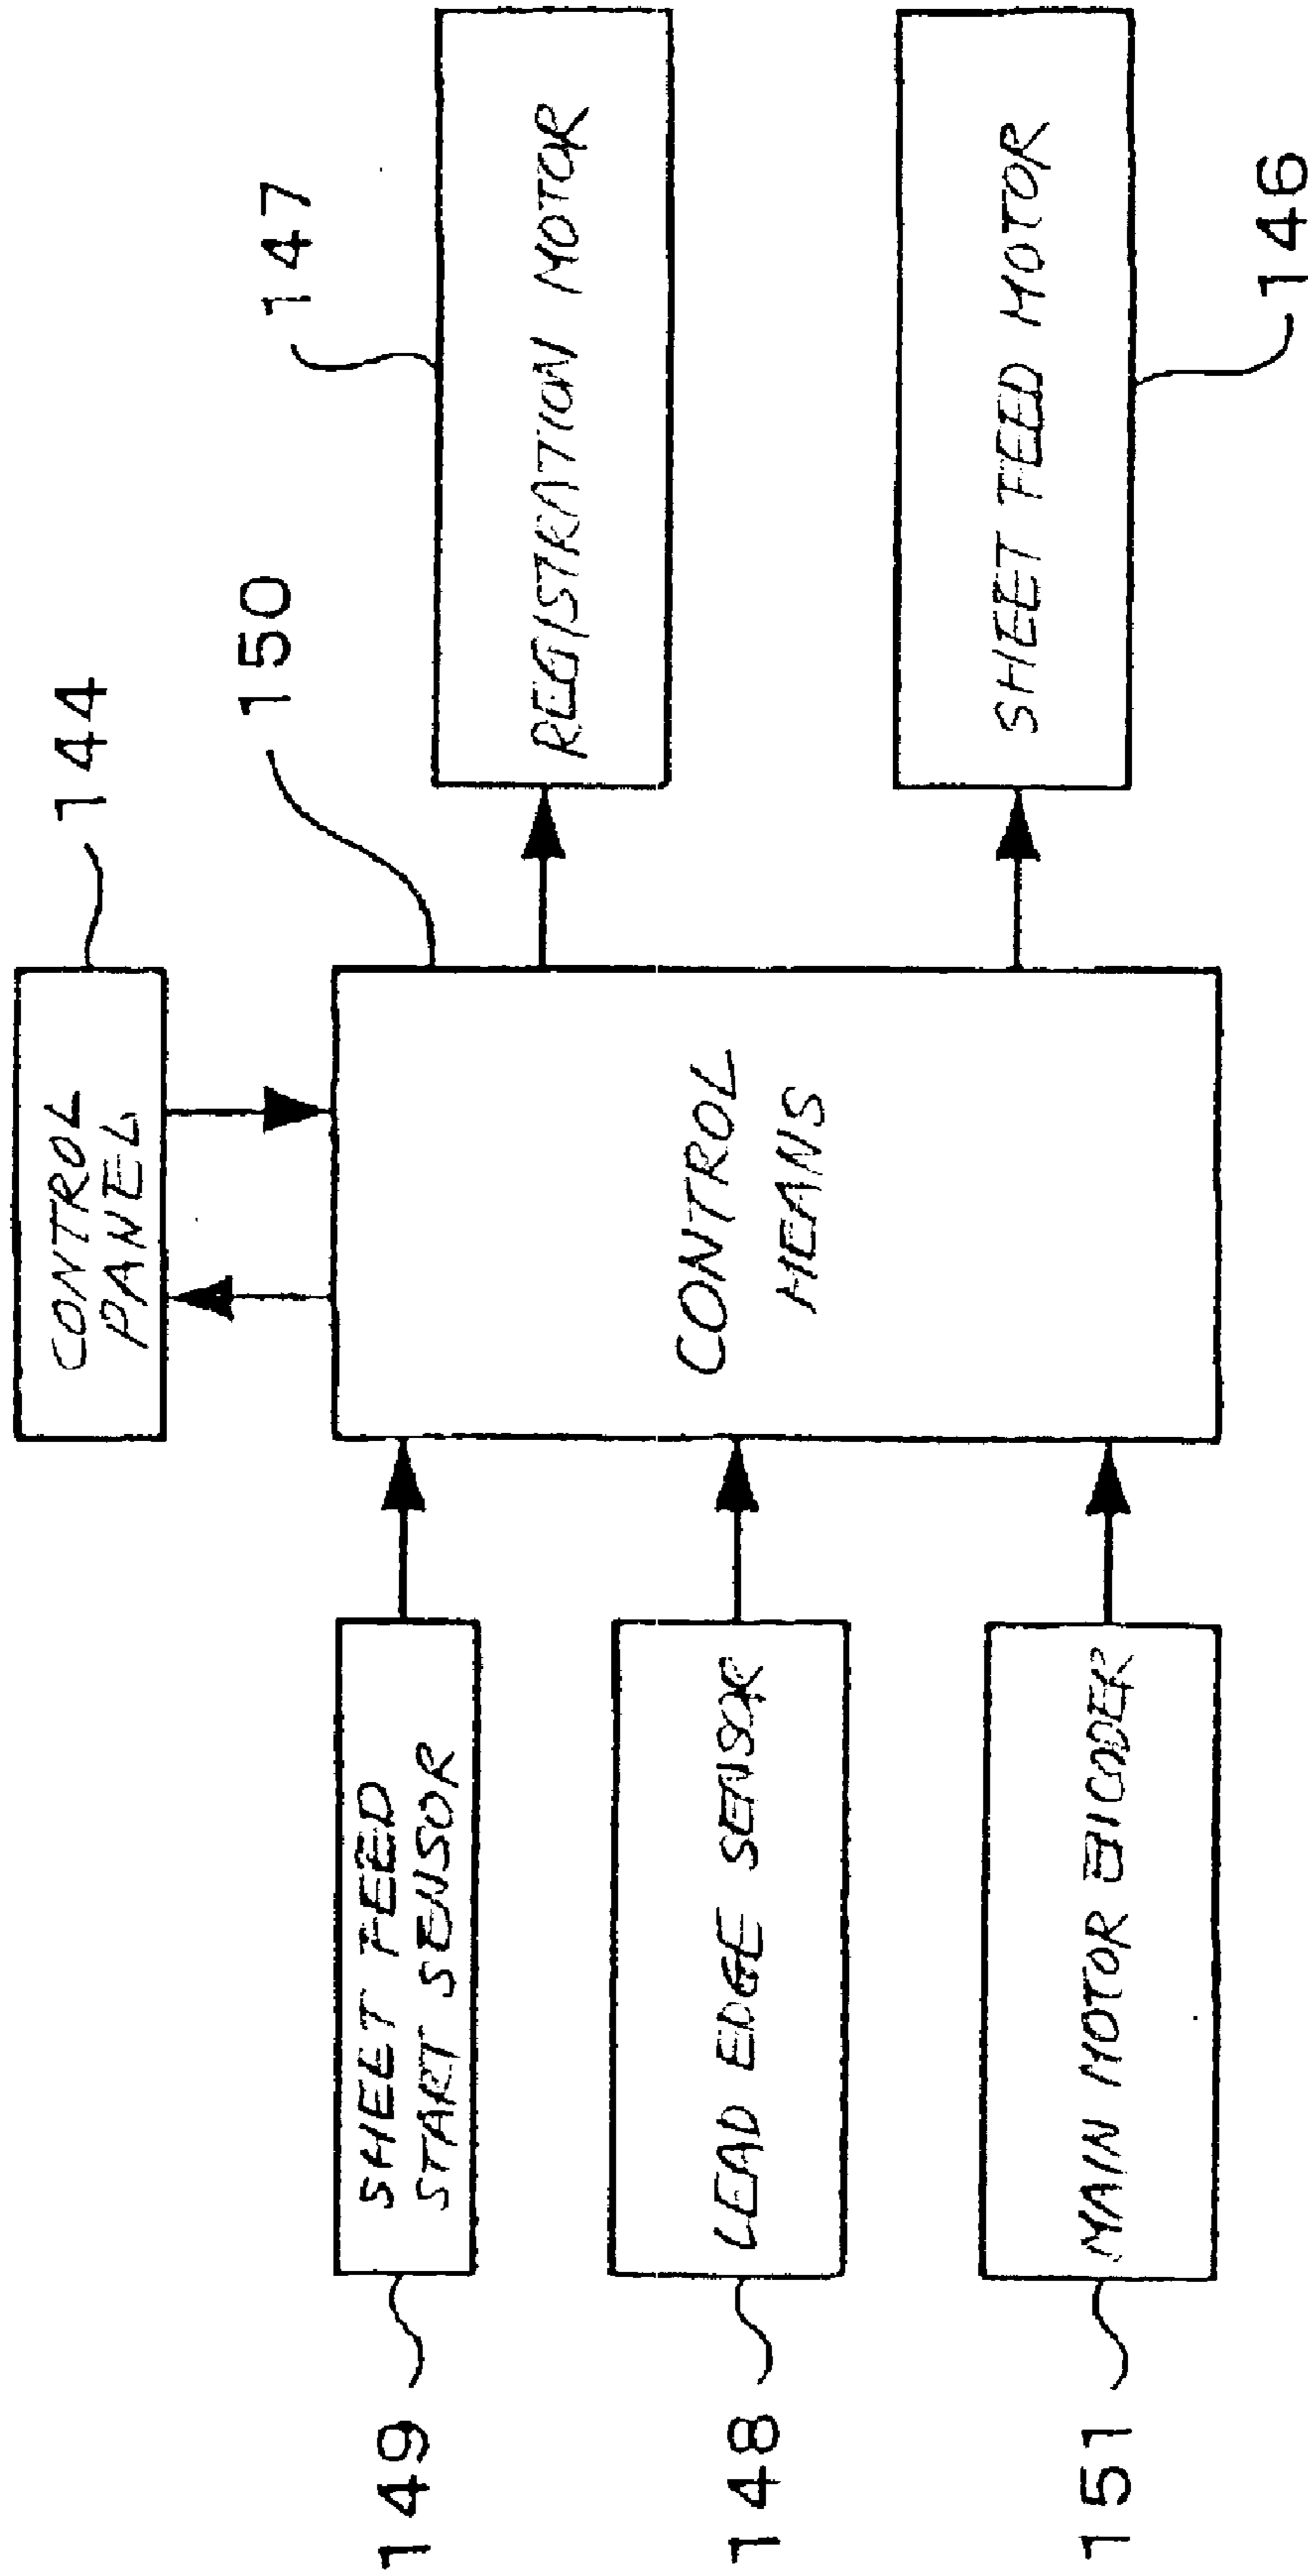 144
CONTROL
PANEL
150
147
149
SHEET FEED
START SENSOR
REGISTRATION MOTOR
CONTROL
MEANS
148
LEAD EDGE SENSOR
SHEET FEED MOTOR
146
151
MAIN MOTOR